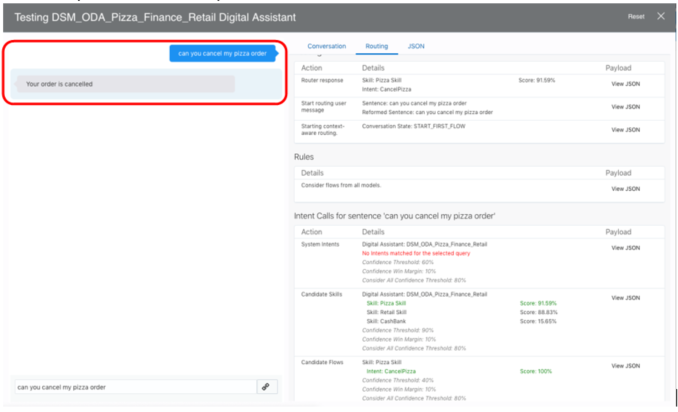 Testing DSM_ODA_Pizza_Finance_Retail Digital Assistant
Reset
can you cancel my pizza order
Your order is cancelled
can you cancel my pizza order
Conversation Routing JSON
Action Details Payload
Router response Skill: Pizza Skill Score: 91.59% View JSON
Intent: CancelPizza
Start routing user Sentence: can you cancel my pizza order View JSON
message Reformed Sentence: can you cancel my pizza order
Starting context- Conversation State: START_FIRST_FLOW View JSON
aware routing.
Rules
Details Payload
Consider flows from all models. View JSON
Intent Calls for sentence 'can you cancel my pizza order'
Action Details Payload
System Intents Digital Assistant: DSM_ODA_Pizza_Finance_Retail View JSON
No Intents matched for the selected query
Confidence Threshold: 60%
Confidence Win Margin: 10%
Consider All Confidence Threshold: 80%
Candidate Skills Digital Assistant: DSM_ODA_Pizza_Finance_Retail View JSON
Skill: Pizza Skill Score: 91.59%
Skill: Retail Skill Score: 88.83%
Skill: CashBank Score: 15.65%
Confidence Threshold: 90%
Confidence Win Margin: 10%
Consider All Confidence Threshold: 80%
Candidate Flows Skill: Pizza Skill View JSON
Intent: CancelPizza Score: 100%
Confidence Threshold: 40%
Confidence Win Margin: 10%
Consider All Confidence Threshold: 80%